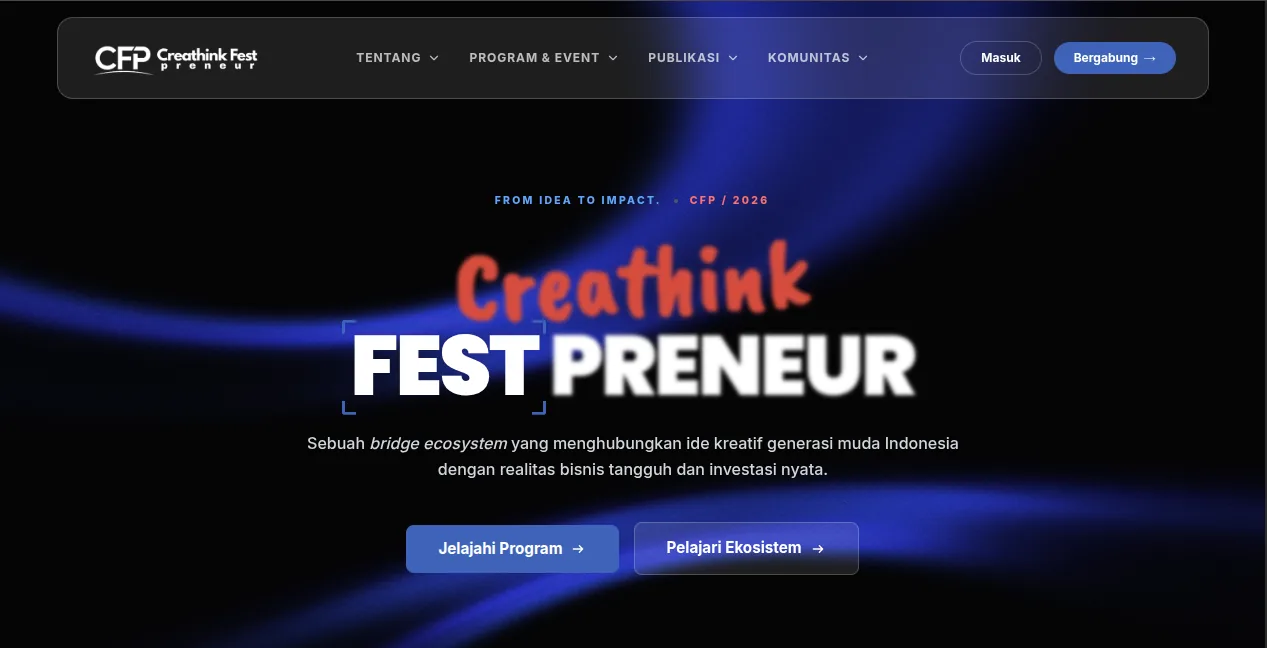 CFP Creathink Fest
preneur
TENTANG PROGRAM & EVENT PUBLIKASI KOMUNITAS
Masuk Bergabung →
FROM IDEA TO IMPACT. • CFP / 2026
Creathink
FEST PRENEUR
Sebuah bridge ecosystem yang menghubungkan ide kreatif generasi muda Indonesia
dengan realitas bisnis tangguh dan investasi nyata.
Jelajahi Program → Pelajari Ekosistem →